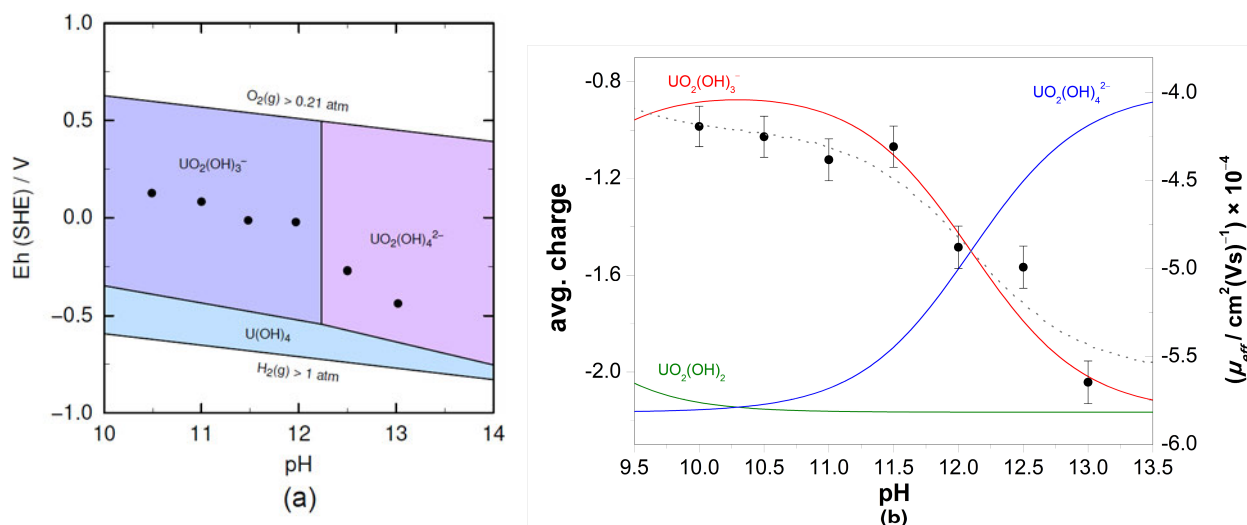 1.0
0.5
0.0
−0.5
−1.0
Eh (SHE) / V
O₂(g) > 0.21 atm
UO₂(OH)₃⁻
UO₂(OH)₄²⁻
U(OH)₄
H₂(g) > 1 atm
10 11 12 13 14
pH
(a)
-0.8
-1.2
-1.6
-2.0
avg. charge
UO₂(OH)₃⁻
UO₂(OH)₄²⁻
UO₂(OH)₂
-4.0
-4.5
-5.0
-5.5
-6.0
(μeff / cm²(Vs)⁻¹) × 10⁻⁴
9.5 10.0 10.5 11.0 11.5 12.0 12.5 13.0 13.5
pH
(b)